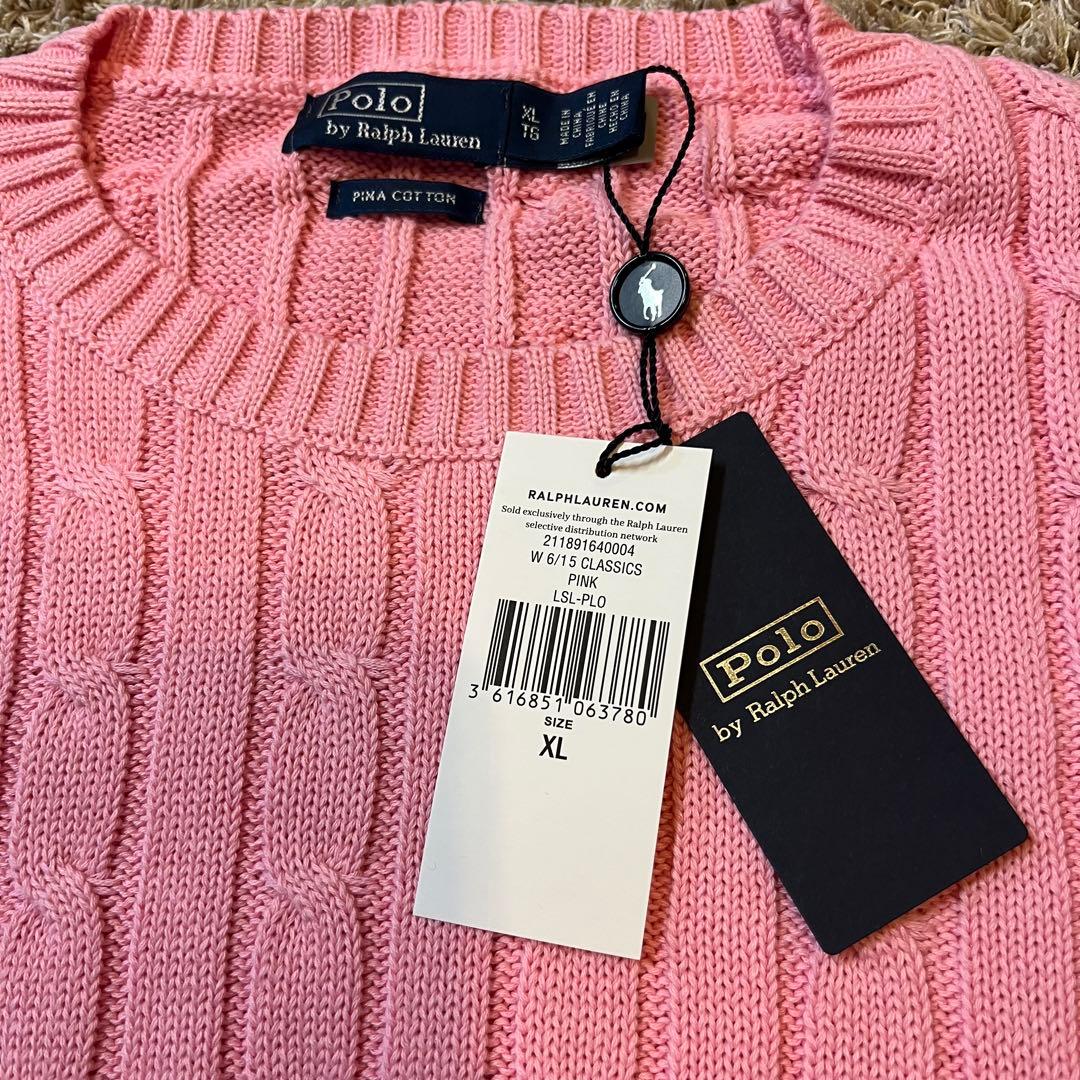 Polo
by Ralph Lauren
XL
TG
MADE IN
CHINA
FABRIQUÉ EN
CHINE
HECHO EN
CHINA
PIMA COTTON
RALPHLAUREN.COM
Sold exclusively through the Ralph Lauren
selective distribution network
211891640004
W 6/15 CLASSICS
PINK
LSL-PLO
3 616851 063780
SIZE
XL
Polo
by Ralph Lauren